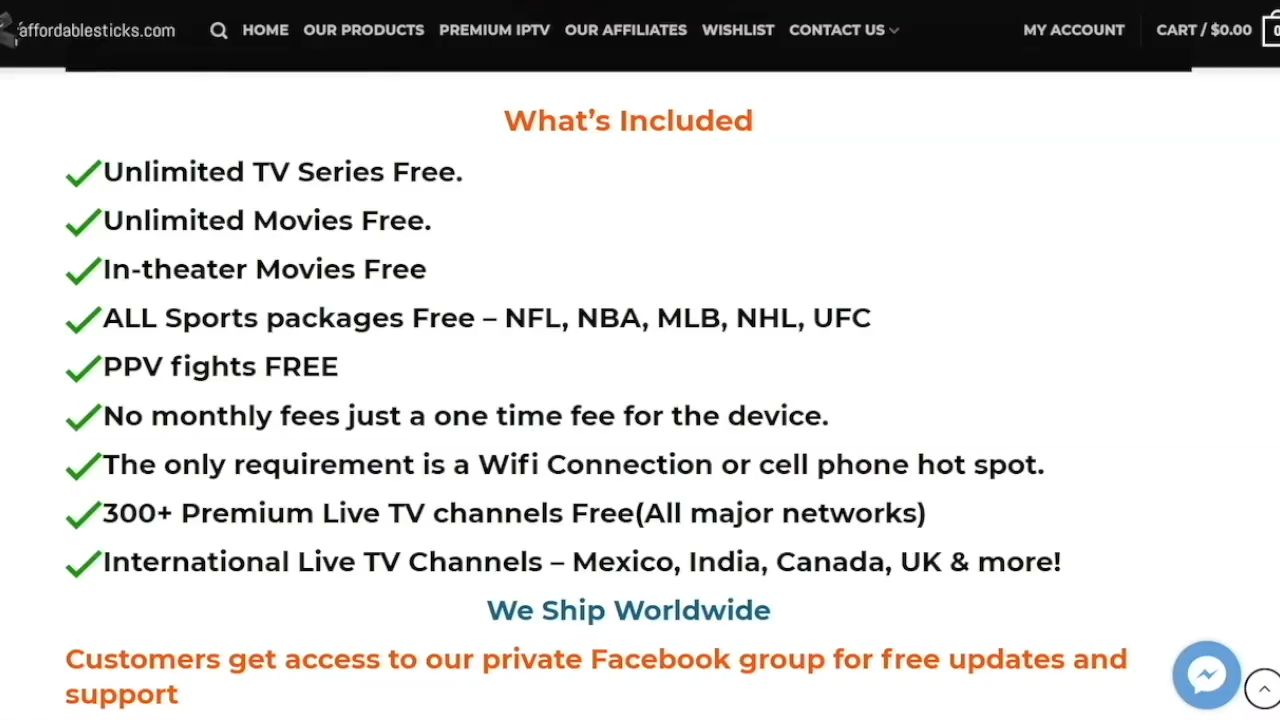 affordablesticks.com HOME OUR PRODUCTS PREMIUM IPTV OUR AFFILIATES WISHLIST CONTACT US MY ACCOUNT CART / $0.00 0
What's Included
Unlimited TV Series Free.
Unlimited Movies Free.
In-theater Movies Free
ALL Sports packages Free – NFL, NBA, MLB, NHL, UFC
PPV fights FREE
No monthly fees just a one time fee for the device.
The only requirement is a Wifi Connection or cell phone hot spot.
300+ Premium Live TV channels Free(All major networks)
International Live TV Channels – Mexico, India, Canada, UK & more!
We Ship Worldwide
Customers get access to our private Facebook group for free updates and
support